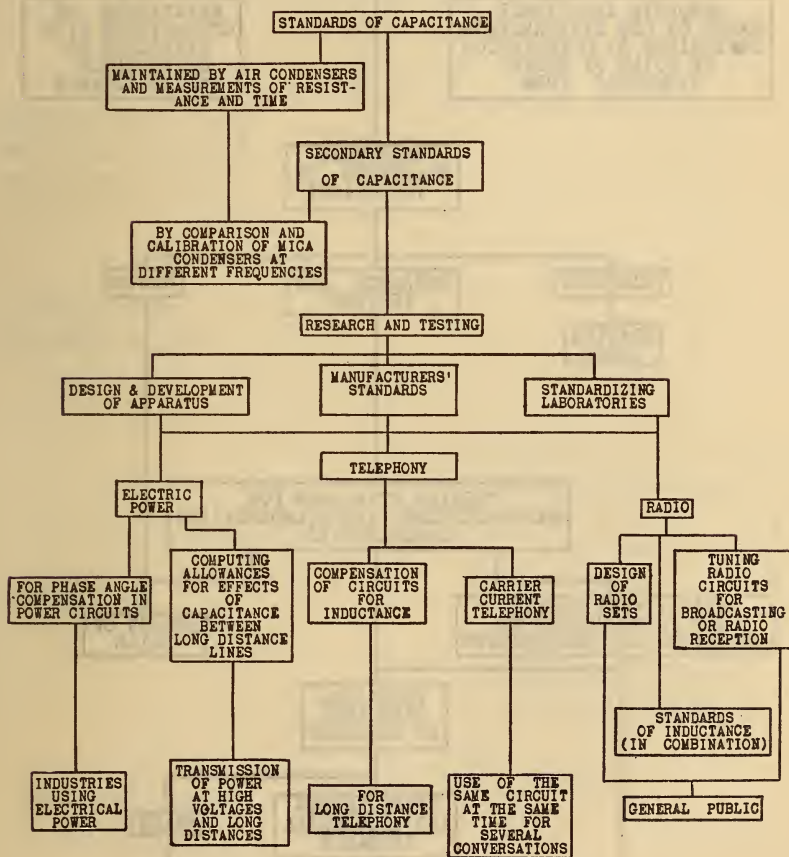 STANDARDS OF CAPACITANCE
MAINTAINED BY AIR CONDENSERS
AND MEASUREMENTS OF RESIST-
ANCE AND TIME
SECONDARY STANDARDS
OF CAPACITANCE
BY COMPARISON AND
CALIBRATION OF MICA
CONDENSERS AT
DIFFERENT FREQUENCIES
RESEARCH AND TESTING
DESIGN & DEVELOPMENT
OF APPARATUS
MANUFACTURERS'
STANDARDS
STANDARDIZING
LABORATORIES
TELEPHONY
ELECTRIC
POWER
RADIO
FOR PHASE ANGLE
COMPENSATION IN
POWER CIRCUITS
COMPUTING
ALLOWANCES
FOR EFFECTS
OF
CAPACITANCE
BETWEEN
LONG DISTANCE
LINES
COMPENSATION
OF CIRCUITS
FOR
INDUCTANCE
CARRIER
CURRENT
TELEPHONY
DESIGN
OF
RADIO
SETS
TUNING
RADIO
CIRCUITS
FOR
BROADCASTING
OR RADIO
RECEPTION
STANDARDS
OF INDUCTANCE
(IN COMBINATION)
INDUSTRIES
USING
ELECTRICAL
POWER
TRANSMISSION
OF POWER
AT HIGH
VOLTAGES
AND LONG
DISTANCES
FOR
LONG DISTANCE
TELEPHONY
USE OF THE
SAME CIRCUIT
AT THE SAME
TIME FOR
SEVERAL
CONVERSATIONS
GENERAL PUBLIC